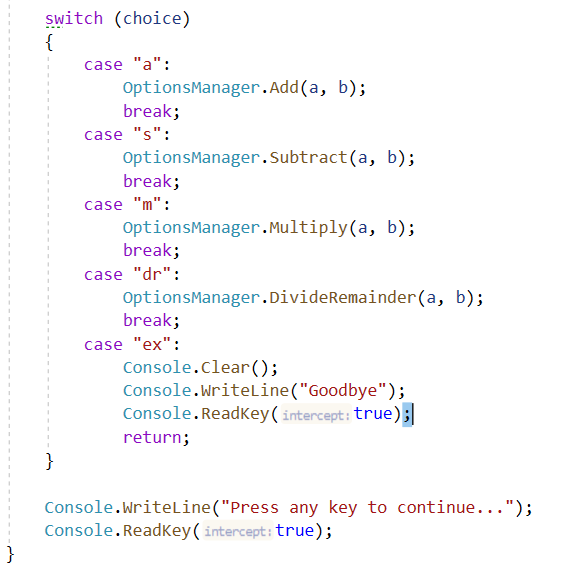 switch (choice)
{
case "a":
OptionsManager.Add(a, b);
break;
case "s":
OptionsManager.Subtract(a, b);
break;
case "m":
OptionsManager.Multiply(a, b);
break;
case "dr":
OptionsManager.DivideRemainder(a, b);
break;
case "ex":
Console.Clear();
Console.WriteLine("Goodbye");
Console.ReadKey(intercept:true);
return;
}
Console.WriteLine("Press any key to continue...");
Console.ReadKey(intercept:true);
}